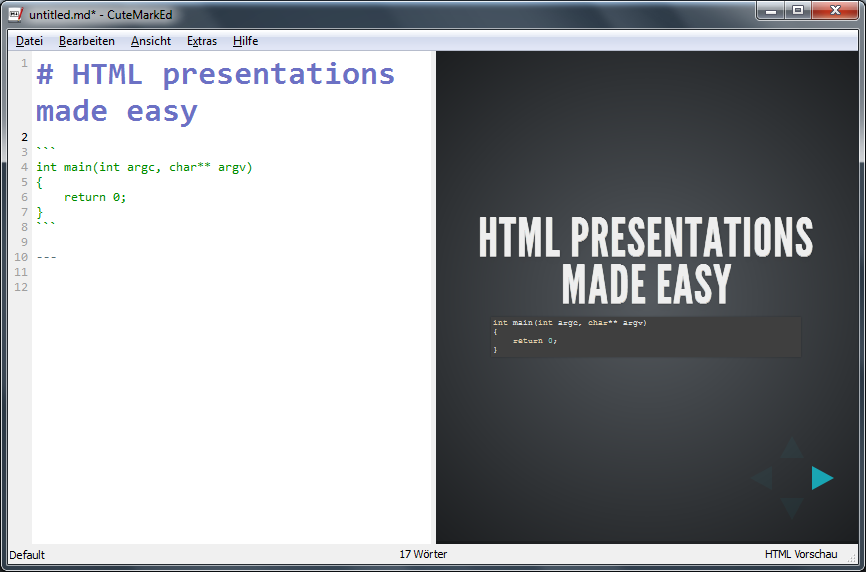 untitled.md* - CuteMarkEd
Datei Bearbeiten Ansicht Extras Hilfe
1 # HTML presentations
made easy
2
3 ```
4 int main(int argc, char** argv)
5 {
6     return 0;
7 }
8 ```
9
10 ---
11
12
HTML PRESENTATIONS
MADE EASY
int main(int argc, char** argv)
{
    return 0;
}
Default 17 Wörter HTML Vorschau